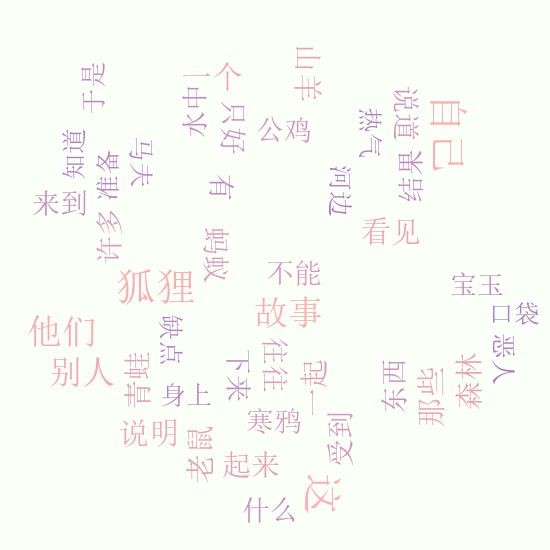 一个
山羊
于是
水中
只好
公鸡
说道
自己
热气
知道
准备
马夫
有
河边
番茄
来到
许多
蚂蚁
看见
不能
狐狸
宝玉
故事
口袋
他们
缺点
恶人
别人
青蛙
身上
下来
往往
一起
东西
那些
森林
说明
老鼠
寒鸦
受到
起来
这
什么